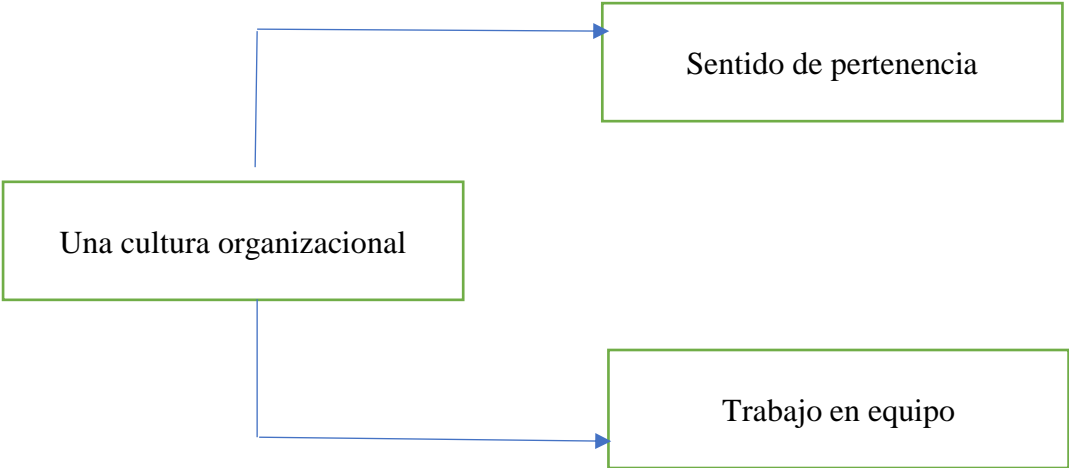 Sentido de pertenencia
Una cultura organizacional
Trabajo en equipo